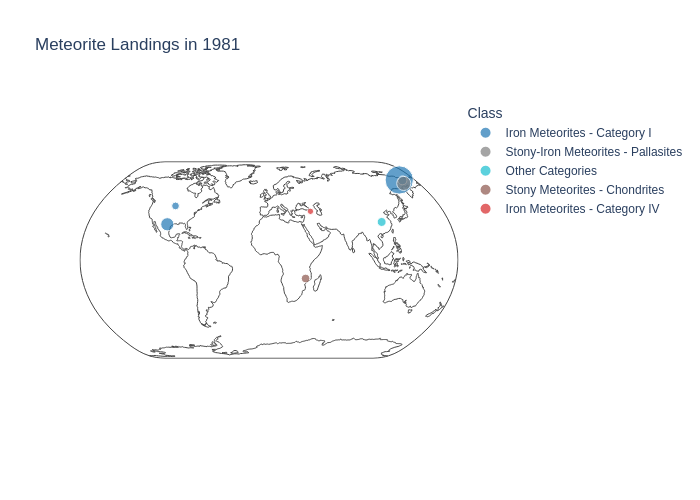 Meteorite Landings in 1981
Class
Iron Meteorites - Category I
Stony-Iron Meteorites - Pallasites
Other Categories
Stony Meteorites - Chondrites
Iron Meteorites - Category IV